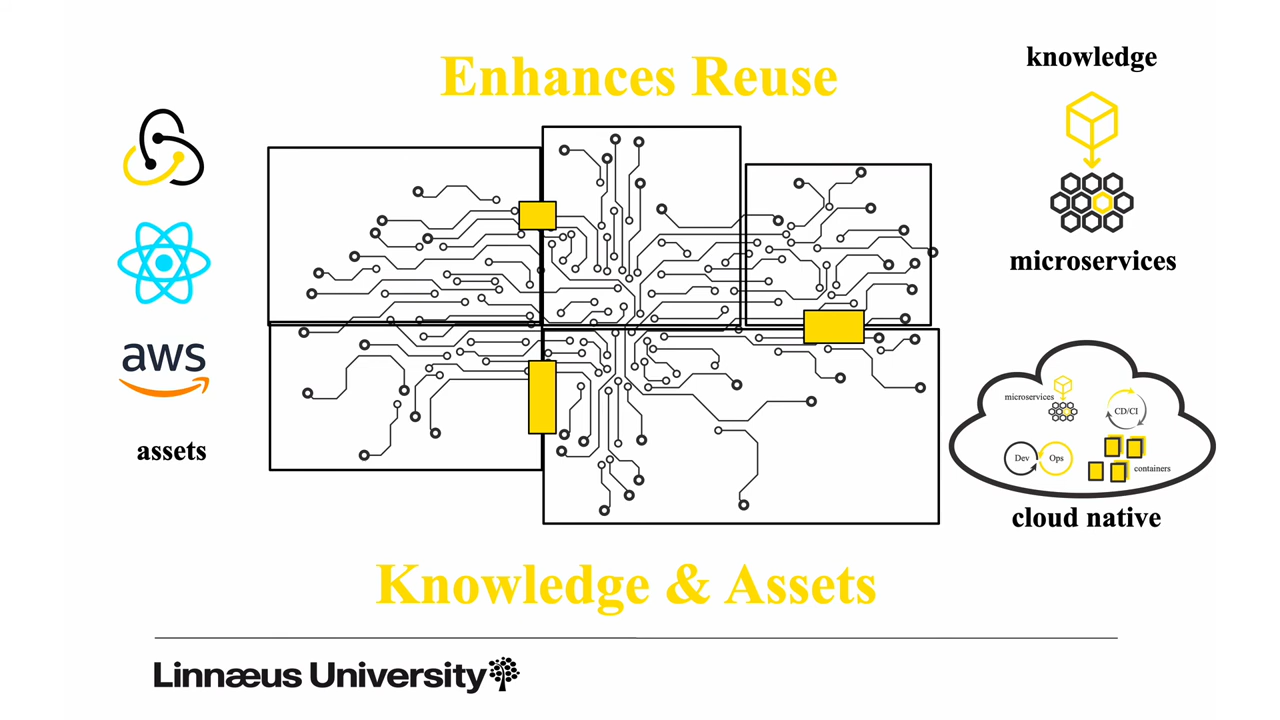 Enhances Reuse
knowledge
microservices
aws
assets
microservices
CD/CI
Dev
Ops
containers
cloud native
Knowledge & Assets
Linnæus University